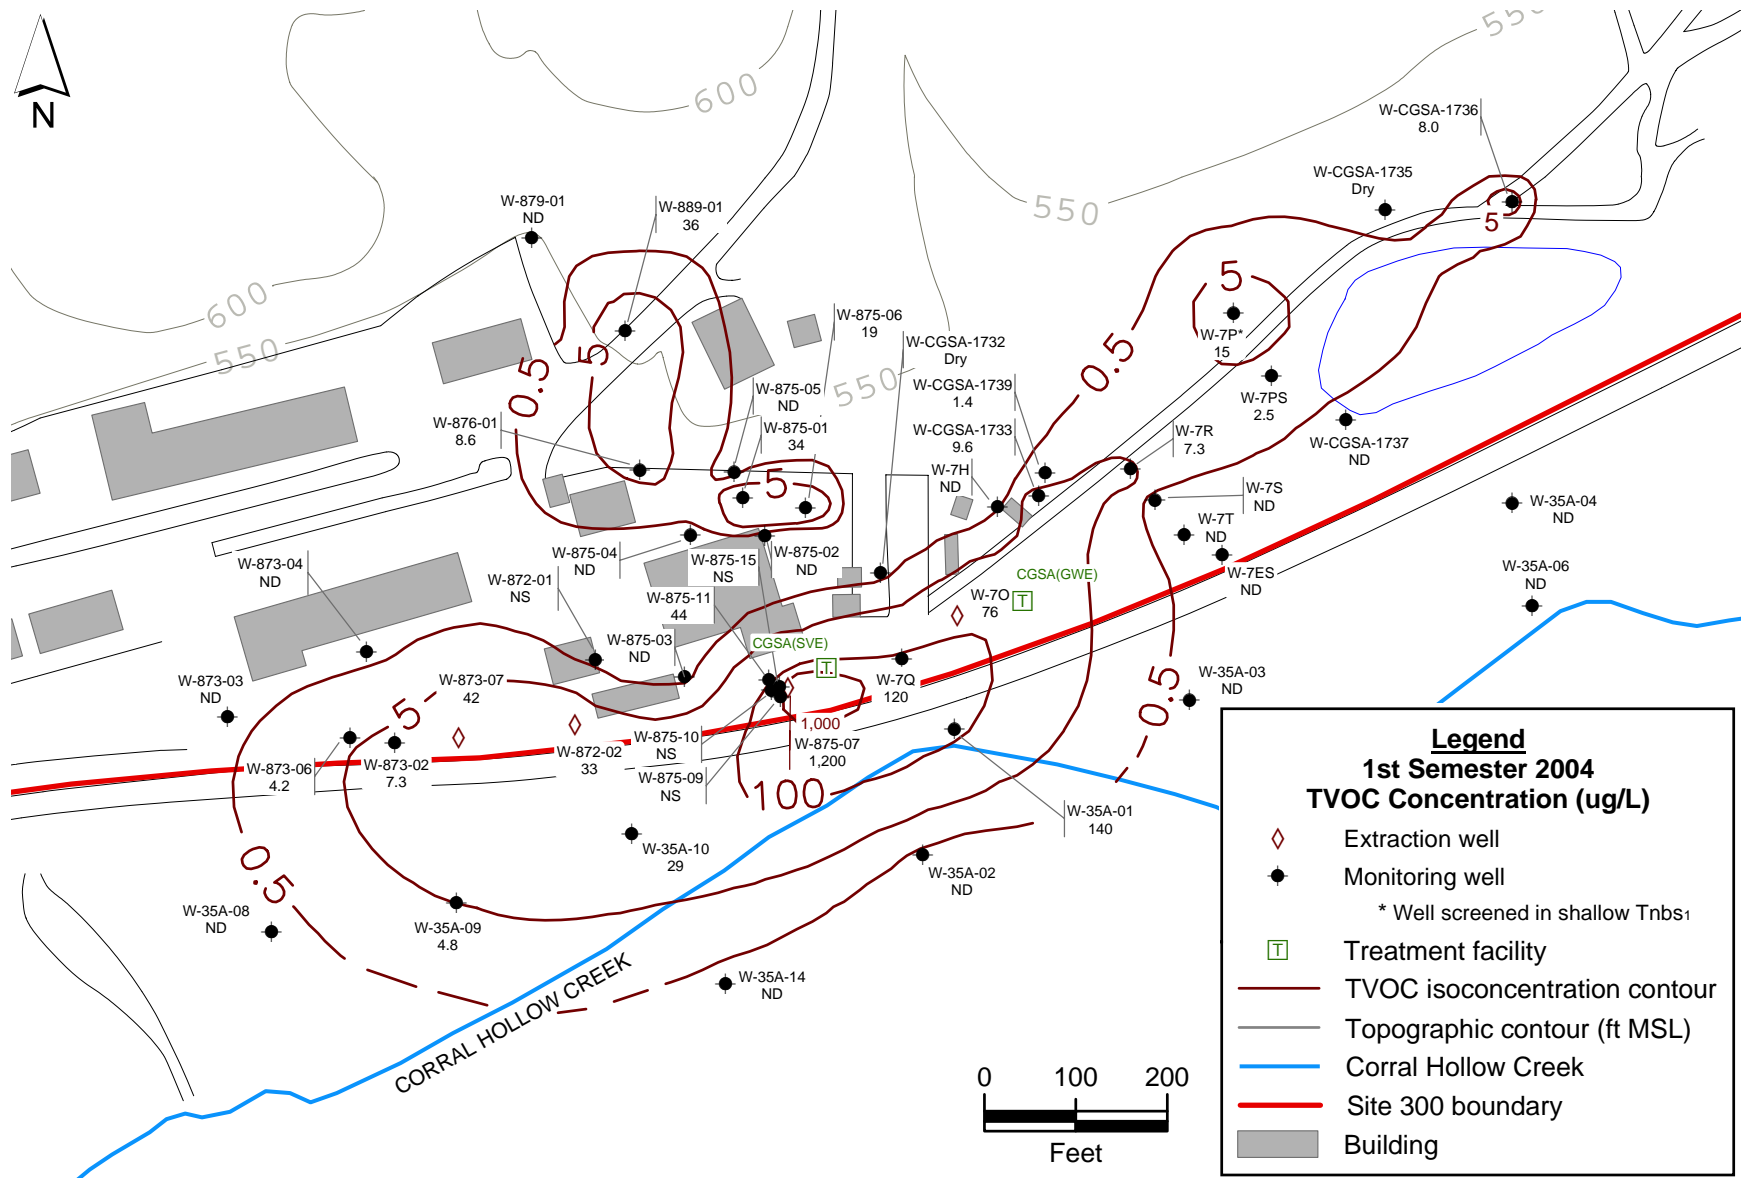 N
600
550
600
550
550
550
W-CGSA-1736
8.0
W-CGSA-1735
Dry
W-879-01
ND
W-889-01
36
W-875-06
19
W-CGSA-1732
Dry
W-CGSA-1739
1.4
W-CGSA-1733
9.6
W-7H
ND
W-7R
7.3
W-7P*
15
W-7PS
2.5
W-CGSA-1737
ND
W-875-05
ND
W-875-01
34
W-876-01
8.6
W-7S
ND
W-7T
ND
W-7ES
ND
W-35A-04
ND
W-35A-06
ND
W-873-04
ND
W-872-01
NS
W-875-04
ND
W-875-15
NS
W-875-02
ND
W-875-11
44
W-875-03
ND
CGSA(SVE)
T
CGSA(GWE)
T
W-7O
76
W-7Q
120
W-873-03
ND
W-873-07
42
W-35A-03
ND
W-873-06
4.2
W-873-02
7.3
W-872-02
33
W-875-10
NS
W-875-09
NS
W-875-07
1,200
W-35A-01
140
W-35A-10
29
W-35A-02
ND
W-35A-08
ND
W-35A-09
4.8
W-35A-14
ND
0.5
5
5
0.5
5
5
5
0.5
0.5
1,000
100
CORRAL HOLLOW CREEK
0 100 200
Feet
Legend
1st Semester 2004
TVOC Concentration (ug/L)
Extraction well
Monitoring well
* Well screened in shallow Tnbs1
T Treatment facility
TVOC isoconcentration contour
Topographic contour (ft MSL)
Corral Hollow Creek
Site 300 boundary
Building